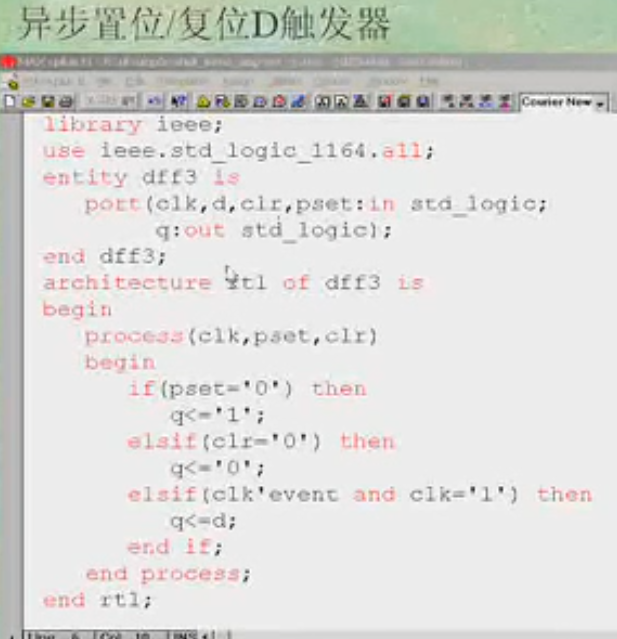 异步置位/复位D触发器
Courier New
library ieee;
use ieee.std_logic_1164.all;
entity dff3 is
port(clk,d,clr,pset:in std_logic;
q:out std_logic);
end dff3;
architecture rtl of dff3 is
begin
process(clk,pset,clr)
begin
if(pset='0') then
q<='1';
elsif(clr='0') then
q<='0';
elsif(clk'event and clk='1') then
q<=d;
end if;
end process;
end rtl;
Line 6 Col 10 INS